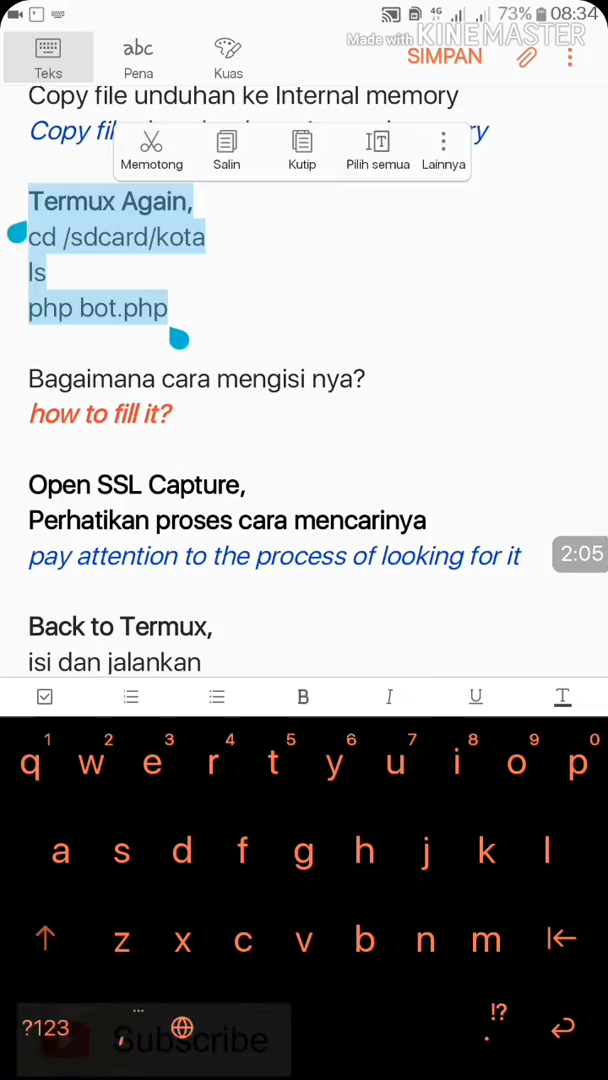 4G 73% 08:34
Made with KINEMASTER
Teks
abc
Pena
Kuas
SIMPAN
Copy file unduhan ke Internal memory
Copy fil
ry
Memotong
Salin
Kutip
Pilih semua
Lainnya
Termux Again,
cd /sdcard/kota
ls
php bot.php
Bagaimana cara mengisi nya?
how to fill it?
Open SSL Capture,
Perhatikan proses cara mencarinya
pay attention to the process of looking for it
2:05
Back to Termux,
isi dan jalankan
B I U T
1 2 3 4 5 6 7 8 9 0
q w e r t y u i o p
a s d f g h j k l
z x c v b n m
?123 , ... . !?
Subscribe